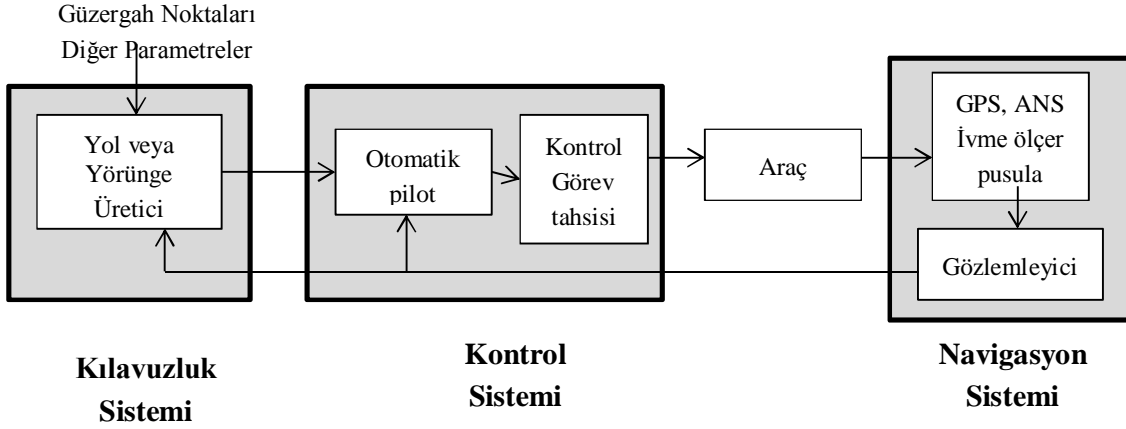 Güzergah Noktaları
Diğer Parametreler
Yol veya
Yörünge
Üretici
Otomatik
pilot
Kontrol
Görev
tahsisi
Araç
GPS, ANS
İvme ölçer
pusula
Gözlemleyici
Kılavuzluk
Sistemi
Kontrol
Sistemi
Navigasyon
Sistemi